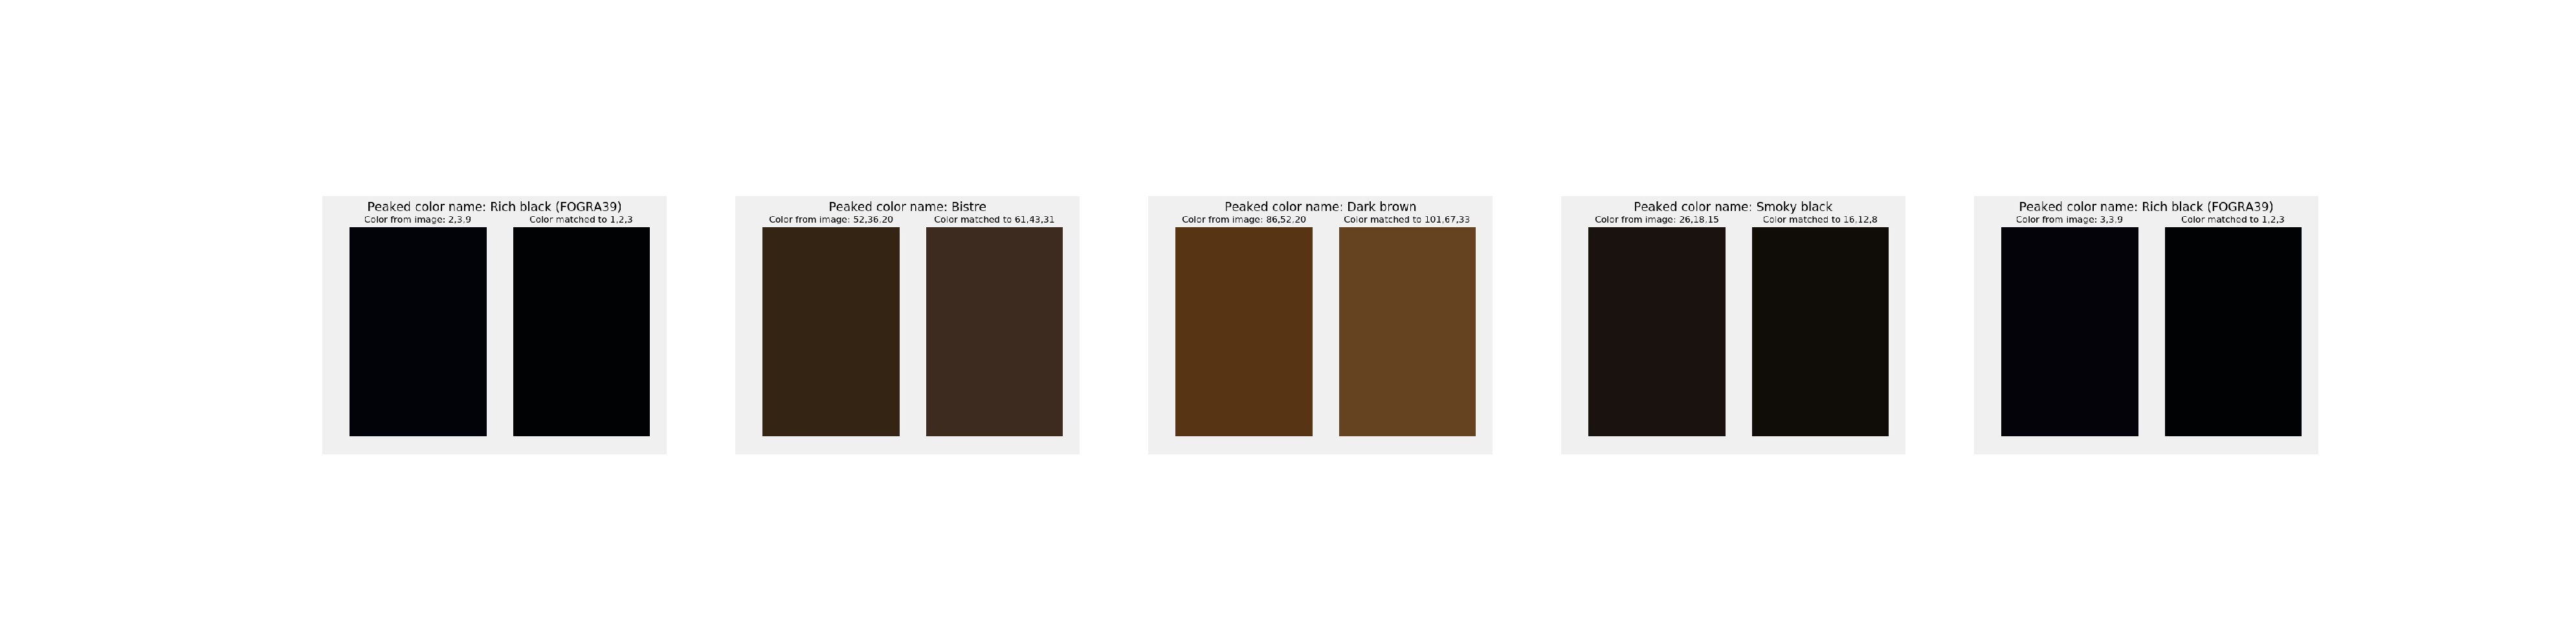 Peaked color name: Rich black (FOGRA39)
Color from image: 2,3,9
Color matched to 1,2,3
Peaked color name: Bistre
Color from image: 52,36,20
Color matched to 61,43,31
Peaked color name: Dark brown
Color from image: 86,52,20
Color matched to 101,67,33
Peaked color name: Smoky black
Color from image: 26,18,15
Color matched to 16,12,8
Peaked color name: Rich black (FOGRA39)
Color from image: 3,3,9
Color matched to 1,2,3